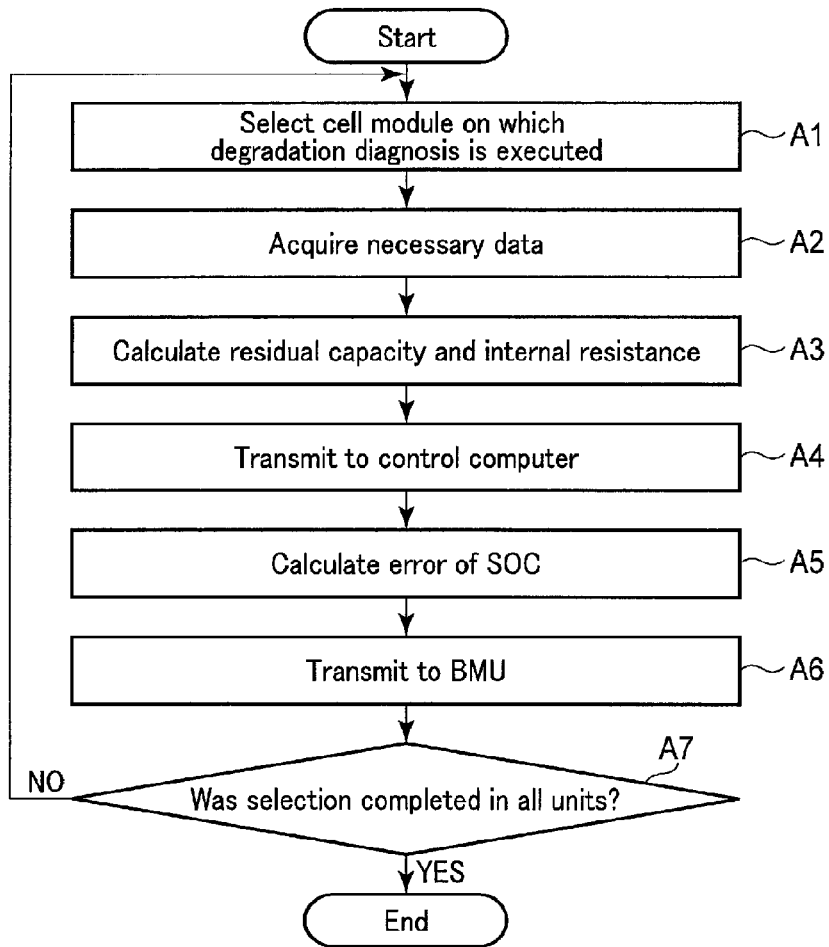 Start
Select cell module on which
degradation diagnosis is executed
A1
Acquire necessary data
A2
Calculate residual capacity and internal resistance
A3
Transmit to control computer
A4
Calculate error of SOC
A5
Transmit to BMU
A6
A7
NO
Was selection completed in all units?
YES
End